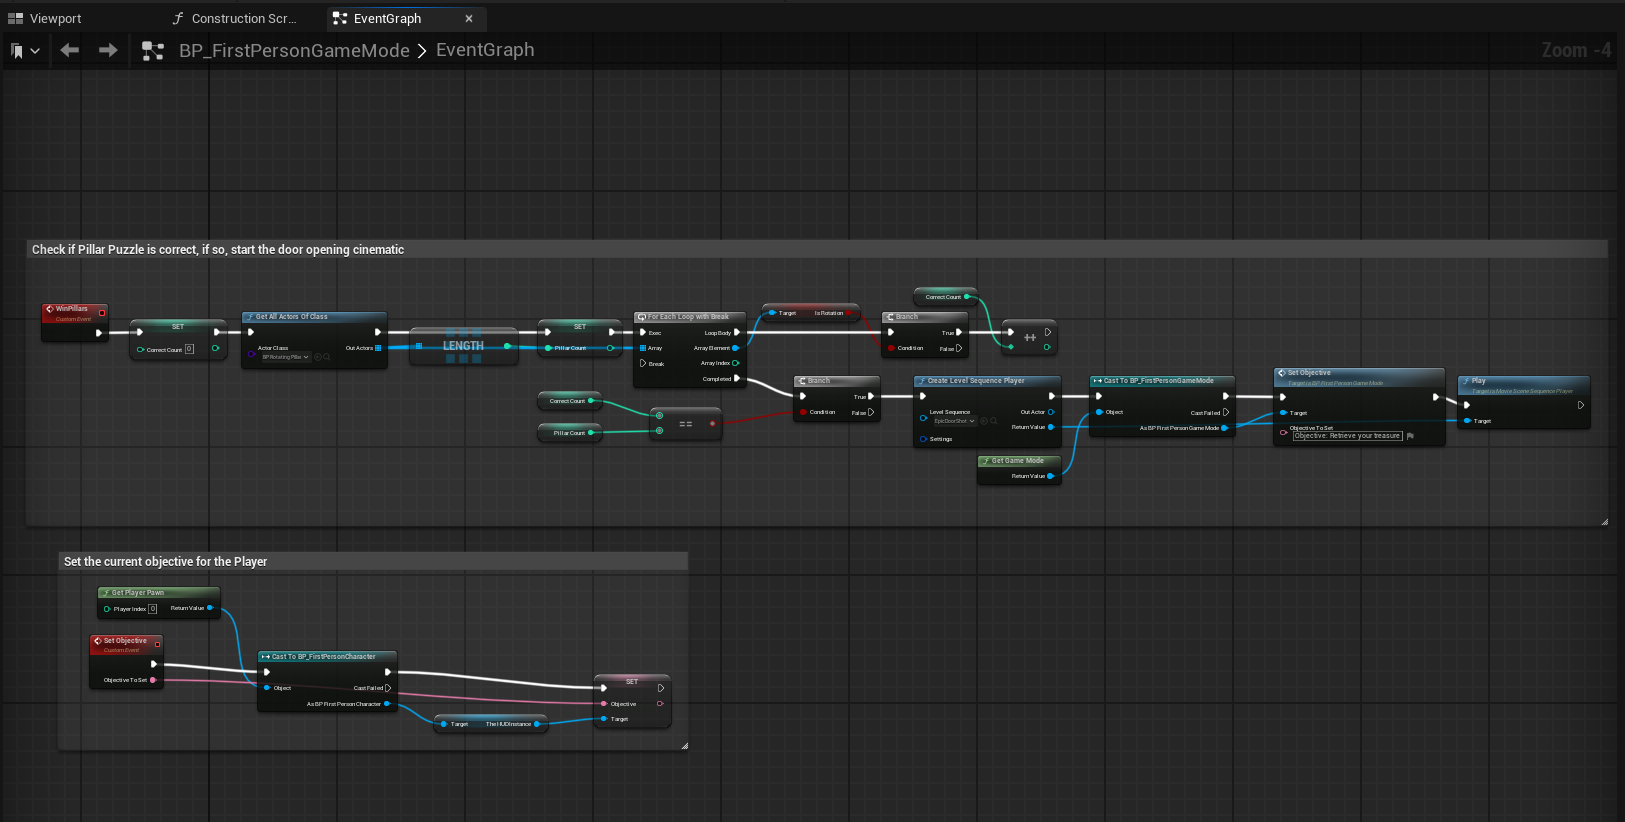 Viewport
Construction Scr...
EventGraph
BP_FirstPersonGameMode > EventGraph
Zoom -4
Check if Pillar Puzzle is correct, if so, start the door opening cinematic
WinPillars
Custom Event
SET
Correct Count 0
Get All Actors Of Class
Actor Class
BP Rotating Pillar
Out Actors
LENGTH
SET
Pillar Count
For Each Loop with Break
Exec
Loop Body
Array
Array Element
Array Index
Break
Completed
Target
Is Rotation
Branch
True
Condition
False
Correct Count
++
Correct Count
Pillar Count
==
Branch
True
Condition
False
Create Level Sequence Player
Level Sequence
EpicDoorShot
Out Actor
Return Value
Settings
Get Game Mode
Return Value
Cast To BP_FirstPersonGameMode
Object
Cast Failed
As BP First Person Game Mode
Set Objective
Target is BP First Person Game Mode
Target
Objective To Set
Objective: Retrieve your treasure
Play
Target is Movie Scene Sequence Player
Target
Set the current objective for the Player
Get Player Pawn
Player Index 0
Return Value
Set Objective
Custom Event
Objective To Set
Cast To BP_FirstPersonCharacter
Object
Cast Failed
As BP First Person Character
Target
The HUD Instance
SET
Objective
Target